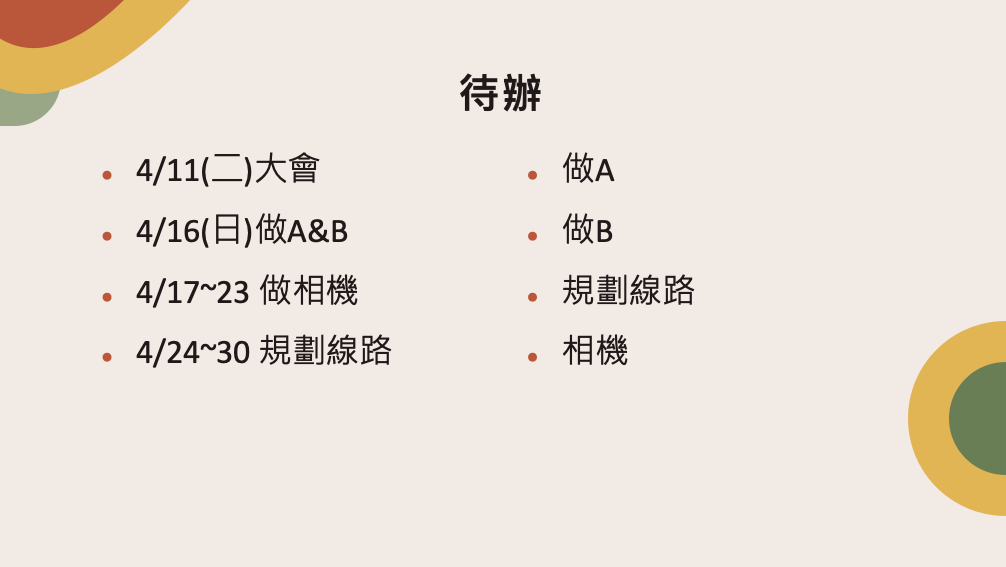 待辦
4/11(二)大會
4/16(日)做A&B
4/17~23 做相機
4/24~30 規劃線路
做A
做B
規劃線路
相機